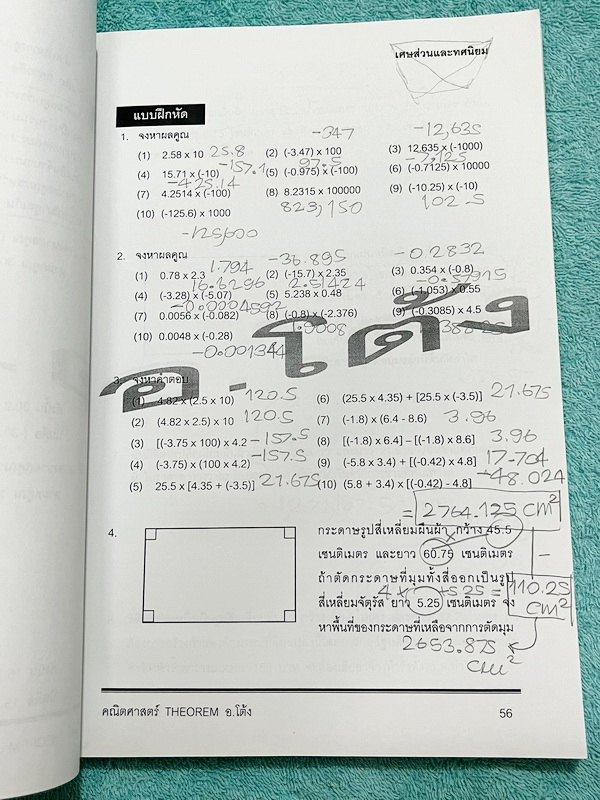 เศษส่วนและทศนิยม
แบบฝึกหัด
1. จงหาผลคูณ -347 -12,635
(1) 2.58 x 10 25.8 (2) (-3.47) x 100 (3) 12.635 x (-1000)
-157.1 97.5 -7,125
(4) 15.71 x (-10) (5) (-0.975) x (-100) (6) (-0.7125) x 10000
-425.14
(7) 4.2514 x (-100) (8) 8.2315 x 100000 (9) (-10.25) x (-10)
823,150 102.5
(10) (-125.6) x 1000
-125600
2. จงหาผลคูณ 1.794 -36.895 -0.2832
(1) 0.78 x 2.3 (2) (-15.7) x 2.35 (3) 0.354 x (-0.8)
16.6296 2.51424 -0.57915
(4) (-3.28) x (-5.07) (5) 5.238 x 0.48 (6) (-1.053) x 0.55
-0.0004592
(7) 0.0056 x (-0.082) (8) (-0.8) x (-2.376) (9) (-0.3085) x 4.5
(10) 0.0048 x (-0.28)
-0.001344
อ.โต้ง
3. จงหาคำตอบ
(1) 4.82 x (2.5 x 10) 120.5 (6) (25.5 x 4.35) + [25.5 x (-3.5)] 21.675
(2) (4.82 x 2.5) x 10 120.5 (7) (-1.8) x (6.4 - 8.6) 3.96
(3) [(-3.75 x 100) x 4.2 -157.5 (8) [(-1.8) x 6.4] – [(-1.8) x 8.6] 3.96
(4) (-3.75) x (100 x 4.2) -157.5 (9) (-5.8 x 3.4) + [(-0.42) x 4.8] 17-704
(5) 25.5 x [4.35 + (-3.5)] 21.675 (10) (5.8 + 3.4) x [(-0.42) - 4.8] -48.024
= 2764.125 cm²
4. กระดาษรูปสี่เหลี่ยมผืนผ้า กว้าง 45.5
เซนติเมตร และยาว 60.75 เซนติเมตร
ถ้าตัดกระดาษที่มุมทั้งสี่ออกเป็นรูป
สี่เหลี่ยมจัตุรัส ยาว 5.25 เซนติเมตร จง
= 110.25 cm²
หาพื้นที่ของกระดาษที่เหลือจากการตัดมุม
2653.875
cm²
คณิตศาสตร์ THEOREM อ.โต้ง 56